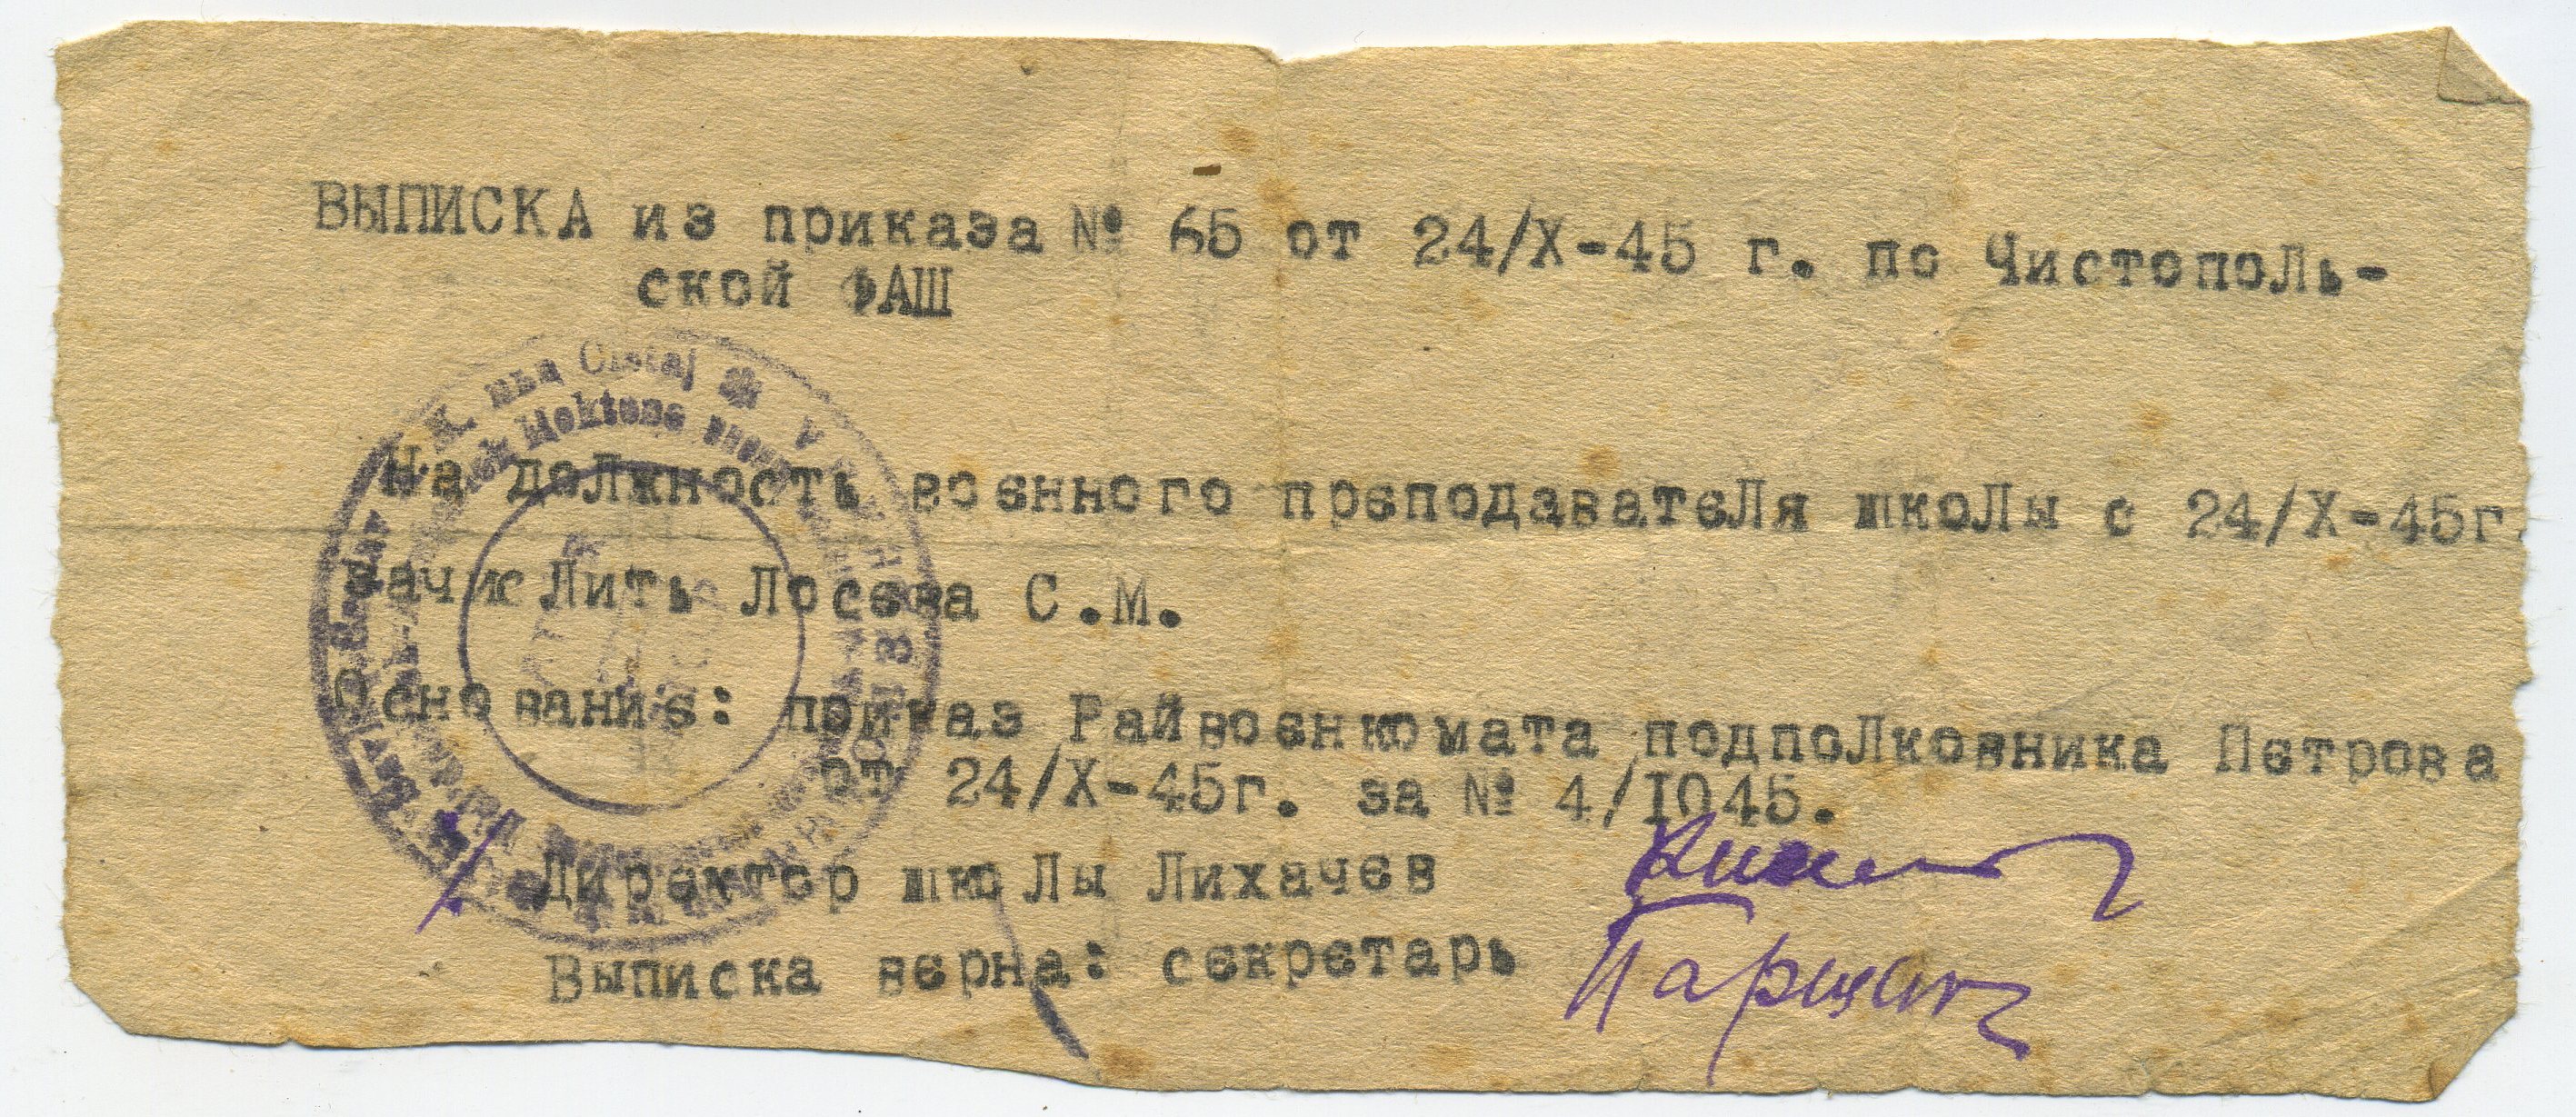 ВЫПИСКА из приказа № 65 от 24/X-45 г. по Чистополь-
ской ФАШ
Cistaj
На должность военного преподавателя школы с 24/X-45г.
зачислить Лосева С.М.
Основание: приказ Райвоенкомата подполковника Петрова
от 24/X-45г. за № 4/1045.
Директор школы Лихачев
Выписка верна: секретарь